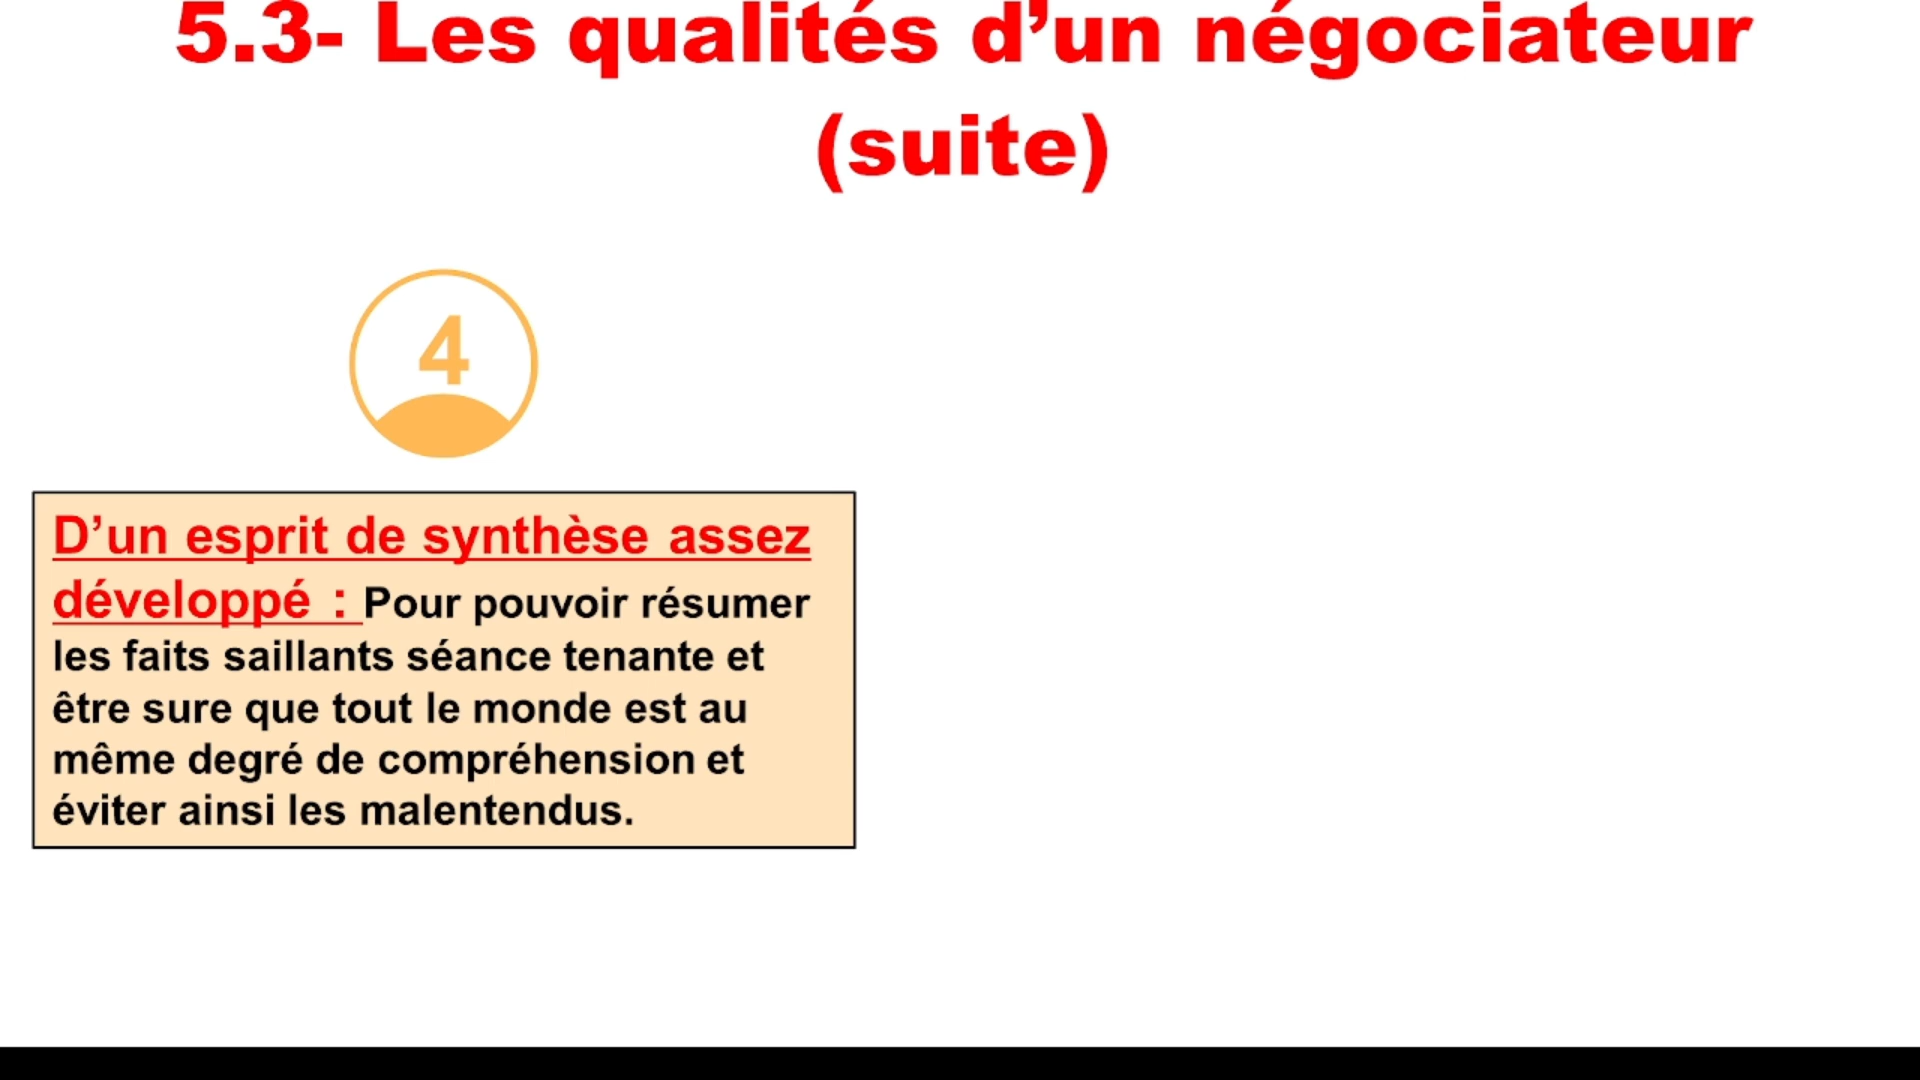 5.3- Les qualités d’un négociateur
(suite)
4
D’un esprit de synthèse assez
développé : Pour pouvoir résumer
les faits saillants séance tenante et
être sure que tout le monde est au
même degré de compréhension et
éviter ainsi les malentendus.